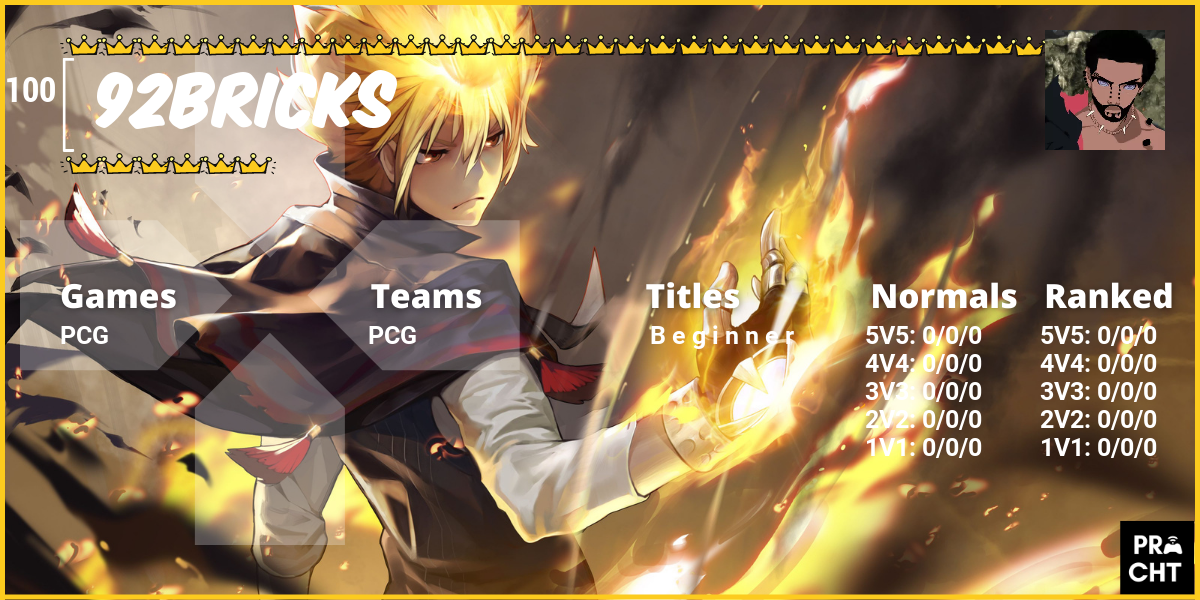 100
92BRICKS
Games
PCG
Teams
PCG
Titles
Beginner
Normals
5V5: 0/0/0
4V4: 0/0/0
3V3: 0/0/0
2V2: 0/0/0
1V1: 0/0/0
Ranked
5V5: 0/0/0
4V4: 0/0/0
3V3: 0/0/0
2V2: 0/0/0
1V1: 0/0/0
PRA
CHT